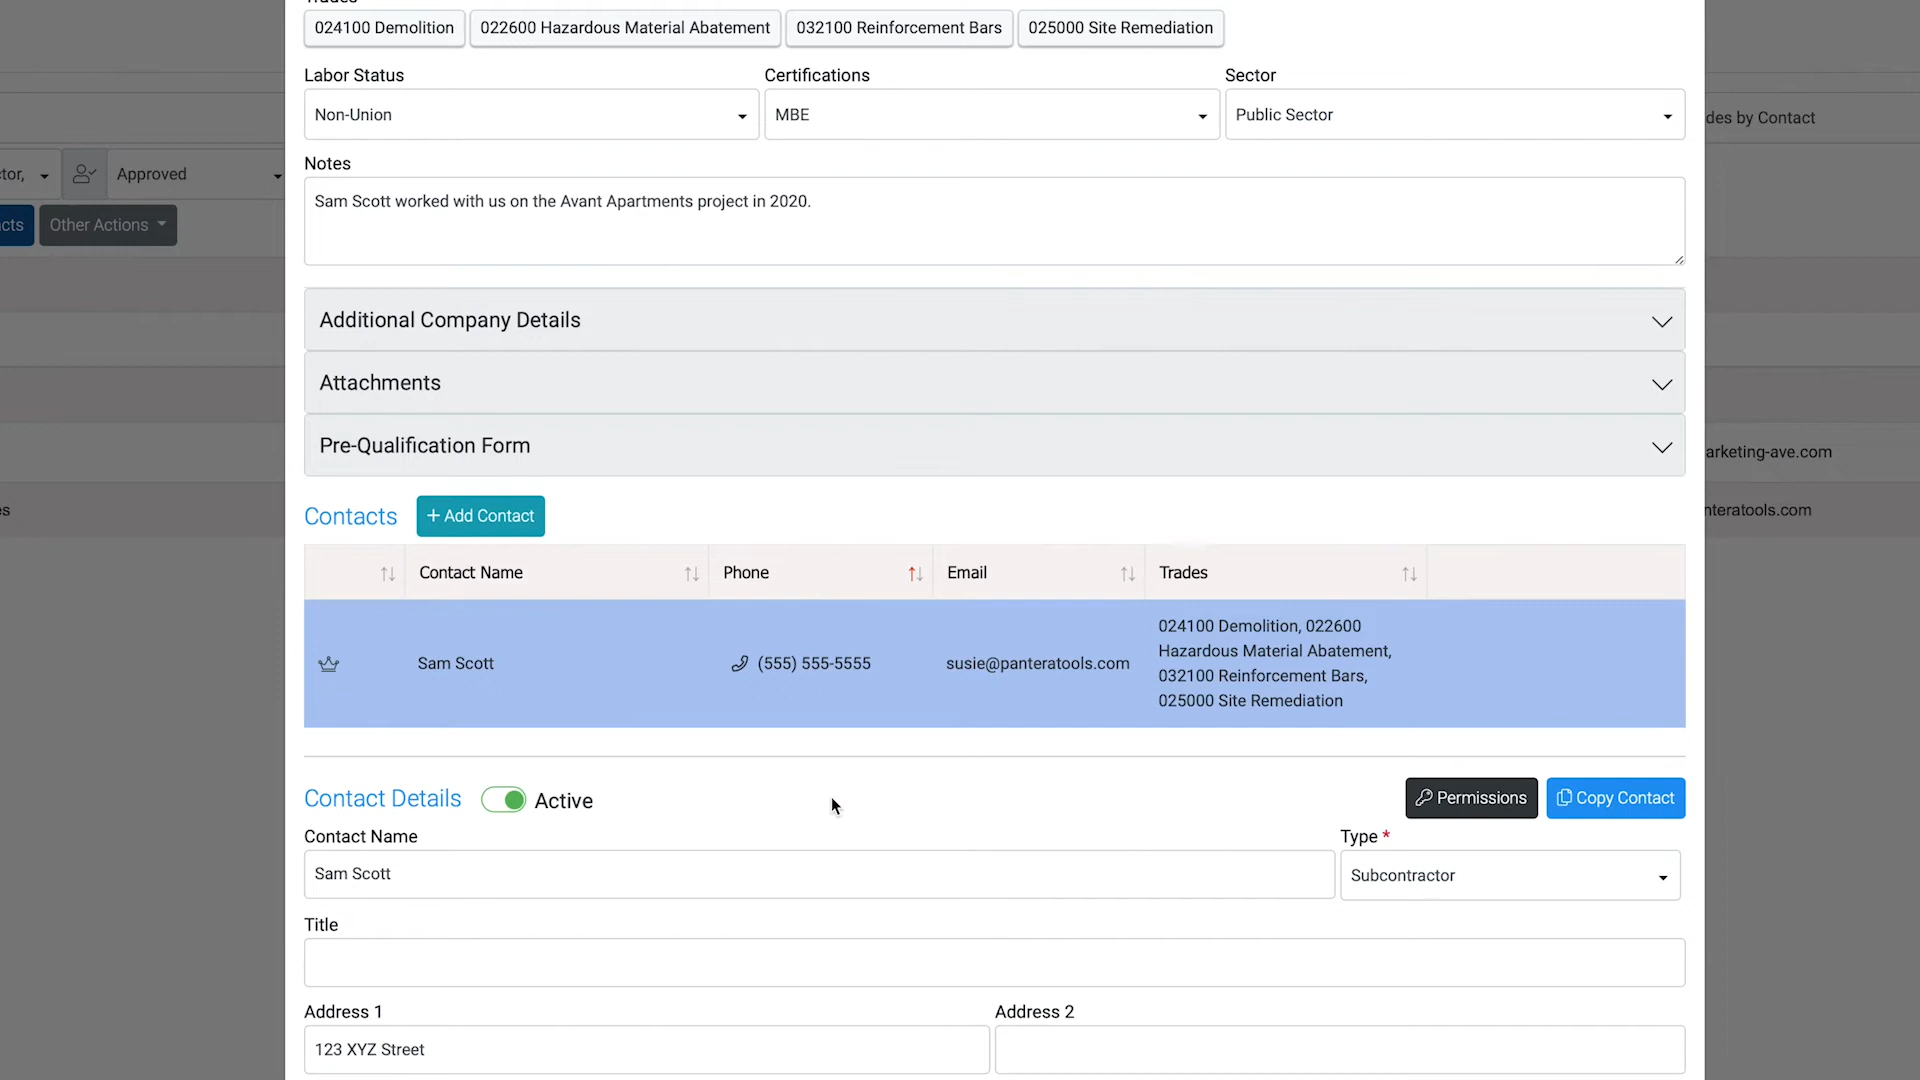 024100 Demolition
022600 Hazardous Material Abatement
032100 Reinforcement Bars
025000 Site Remediation
Labor Status
Certifications
Sector
Non-Union
MBE
Public Sector
des by Contact
Notes
tor,
Approved
Sam Scott worked with us on the Avant Apartments project in 2020.
cts
Other Actions
Additional Company Details
Attachments
Pre-Qualification Form
arketing-ave.com
Contacts
+ Add Contact
es
nteratools.com
Contact Name
Phone
Email
Trades
Sam Scott
(555) 555-5555
susie@panteratools.com
024100 Demolition, 022600
Hazardous Material Abatement,
032100 Reinforcement Bars,
025000 Site Remediation
Contact Details
Active
Permissions
Copy Contact
Contact Name
Type *
Sam Scott
Subcontractor
Title
Address 1
Address 2
123 XYZ Street